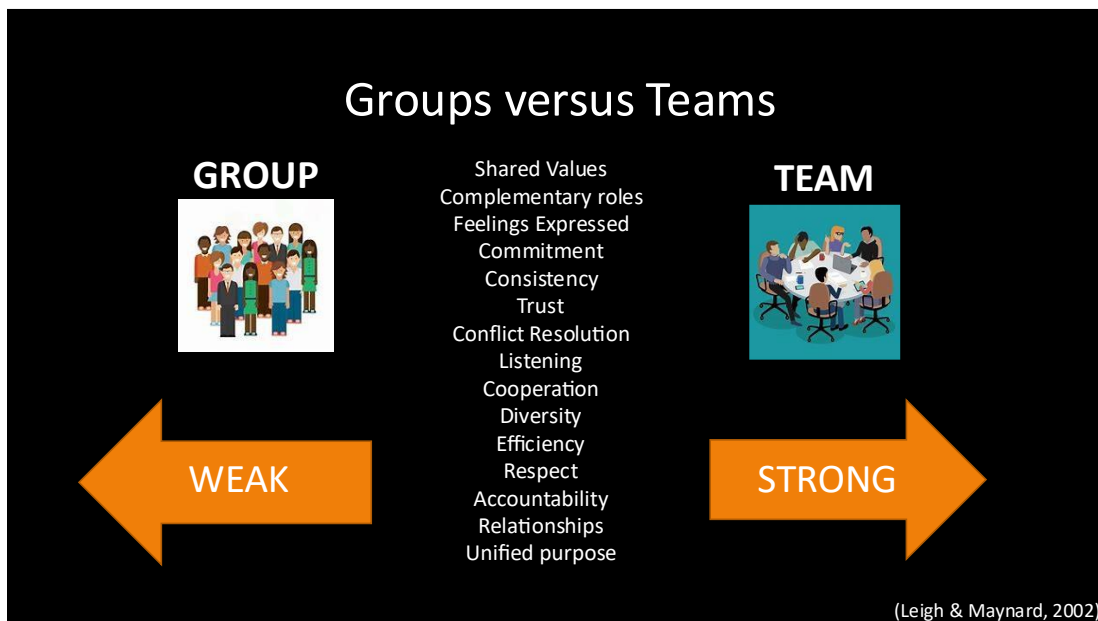 Groups versus Teams
GROUP
Shared Values
Complementary roles
Feelings Expressed
Commitment
Consistency
Trust
Conflict Resolution
Listening
Cooperation
Diversity
Efficiency
Respect
Accountability
Relationships
Unified purpose
TEAM
WEAK
STRONG
(Leigh & Maynard, 2002)